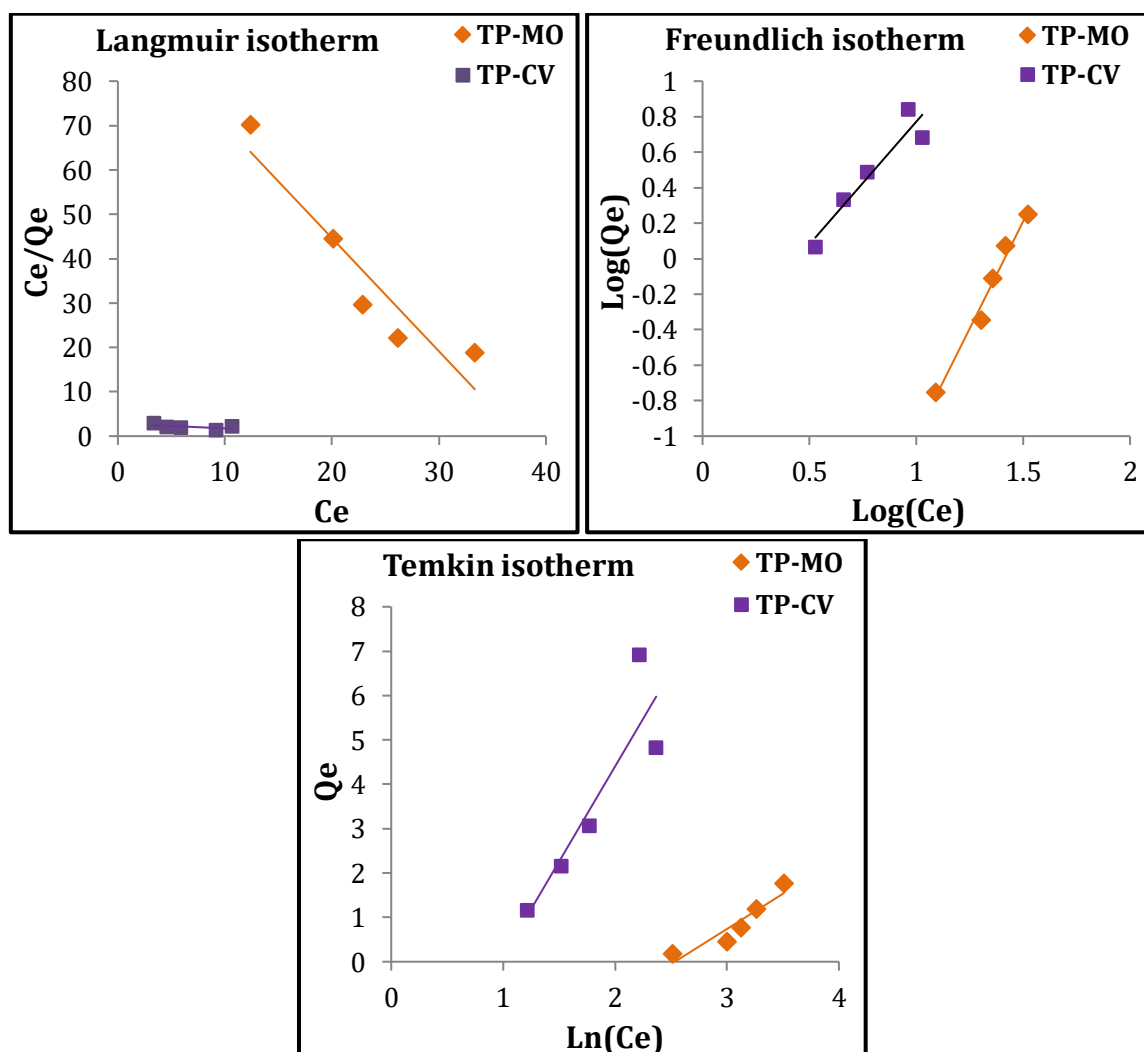 Langmuir isotherm
TP-MO
TP-CV
Ce/Qe
80
70
60
50
40
30
20
10
0
0 10 20 30 40
Ce
Freundlich isotherm
TP-MO
TP-CV
Log(Qe)
1
0.8
0.6
0.4
0.2
0
-0.2
-0.4
-0.6
-0.8
-1
0 0.5 1 1.5 2
Log(Ce)
Temkin isotherm
TP-MO
TP-CV
Qe
8
7
6
5
4
3
2
1
0
0 1 2 3 4
Ln(Ce)